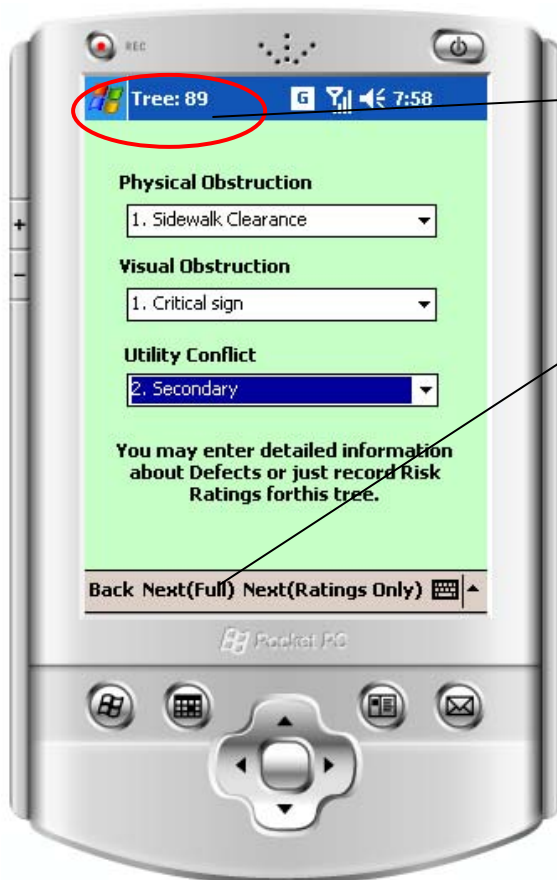 REC
Tree: 89 G 7:58
Physical Obstruction
1. Sidewalk Clearance
Visual Obstruction
1. Critical sign
Utility Conflict
2. Secondary
You may enter detailed information
about Defects or just record Risk
Ratings forthis tree.
Back Next(Full) Next(Ratings Only)
Pocket PC